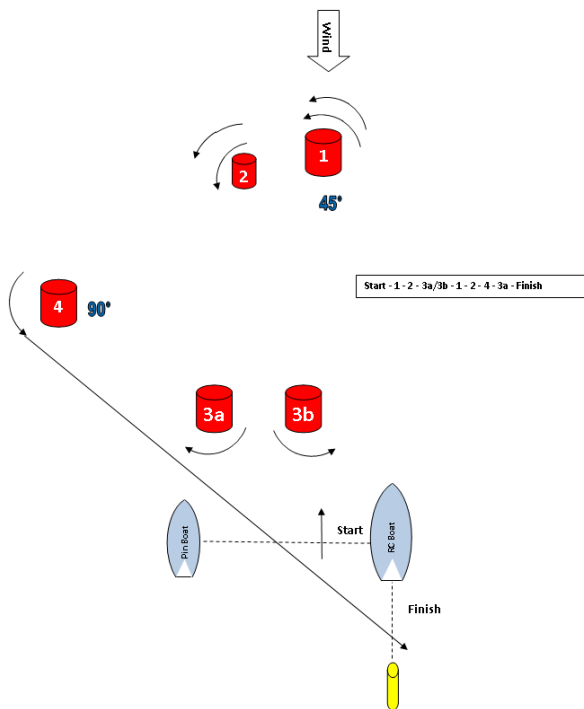 Wind
1
2
45°
4
90°
Start - 1 - 2 - 3a/3b - 1 - 2 - 4 - 3a - Finish
3a
3b
Pin Boat
Start
RC Boat
Finish